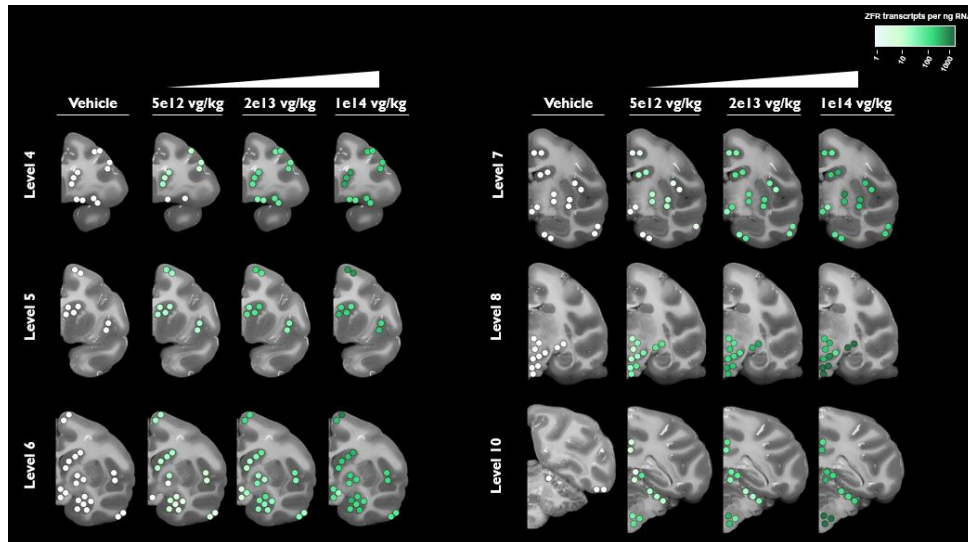 ZFR transcripts per ng RNA
1
10
100
1000
Vehicle 5e12 vg/kg 2e13 vg/kg 1e14 vg/kg
Vehicle 5e12 vg/kg 2e13 vg/kg 1e14 vg/kg
Level 4
Level 7
Level 5
Level 8
Level 6
Level 10